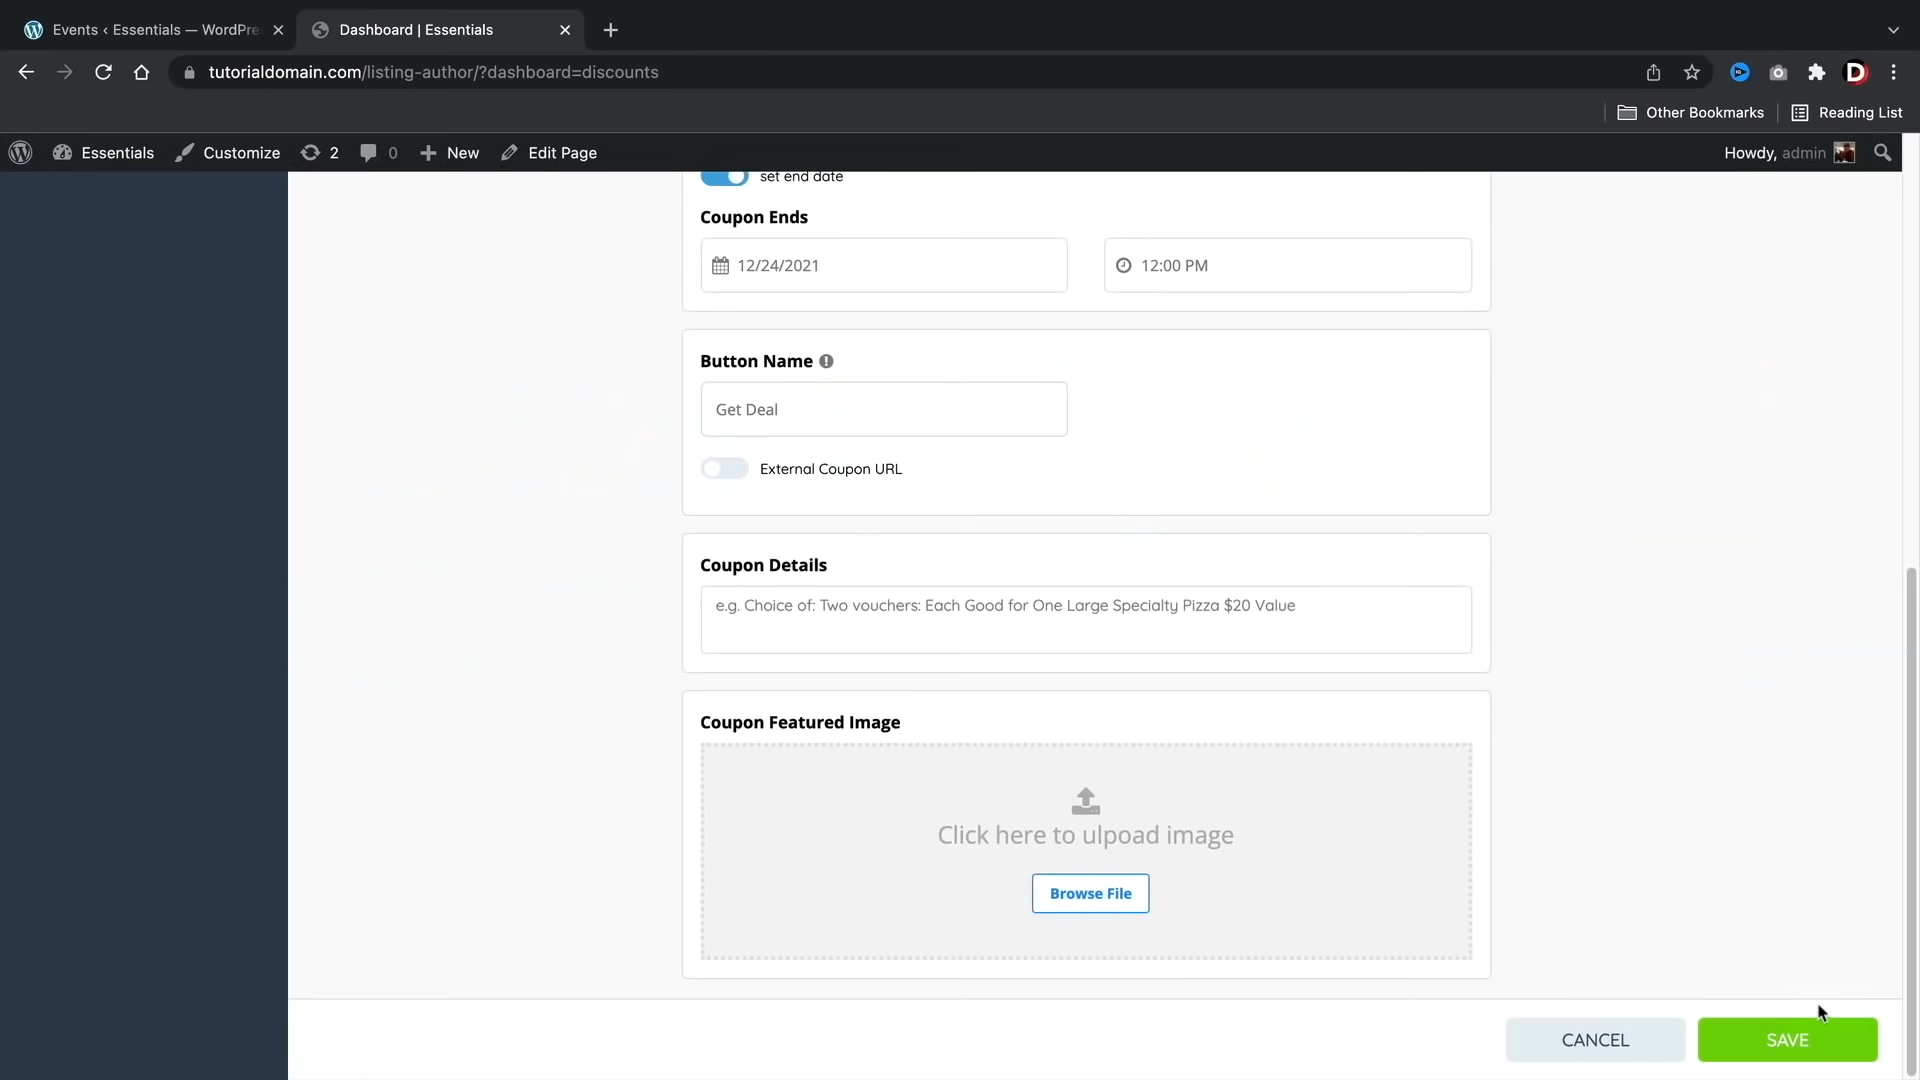 Events ‹ Essentials — WordPre
Dashboard | Essentials
tutorialdomain.com/listing-author/?dashboard=discounts
Other Bookmarks
Reading List
Essentials
Customize
2
0
New
Edit Page
Howdy, admin
set end date
Coupon Ends
12/24/2021
12:00 PM
Button Name
Get Deal
External Coupon URL
Coupon Details
e.g. Choice of: Two vouchers: Each Good for One Large Specialty Pizza $20 Value
Coupon Featured Image
Click here to ulpoad image
Browse File
CANCEL
SAVE